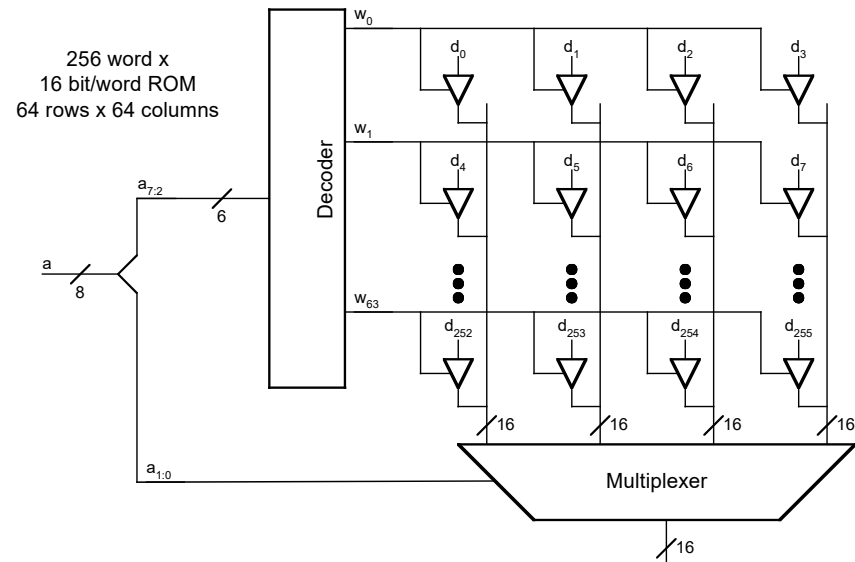 256 word x
16 bit/word ROM
64 rows x 64 columns
w0
d0 d1 d2 d3
w1
d4 d5 d6 d7
Decoder
a7:2
6
a
8
w63
d252 d253 d254 d255
16 16 16 16
a1:0
Multiplexer
16